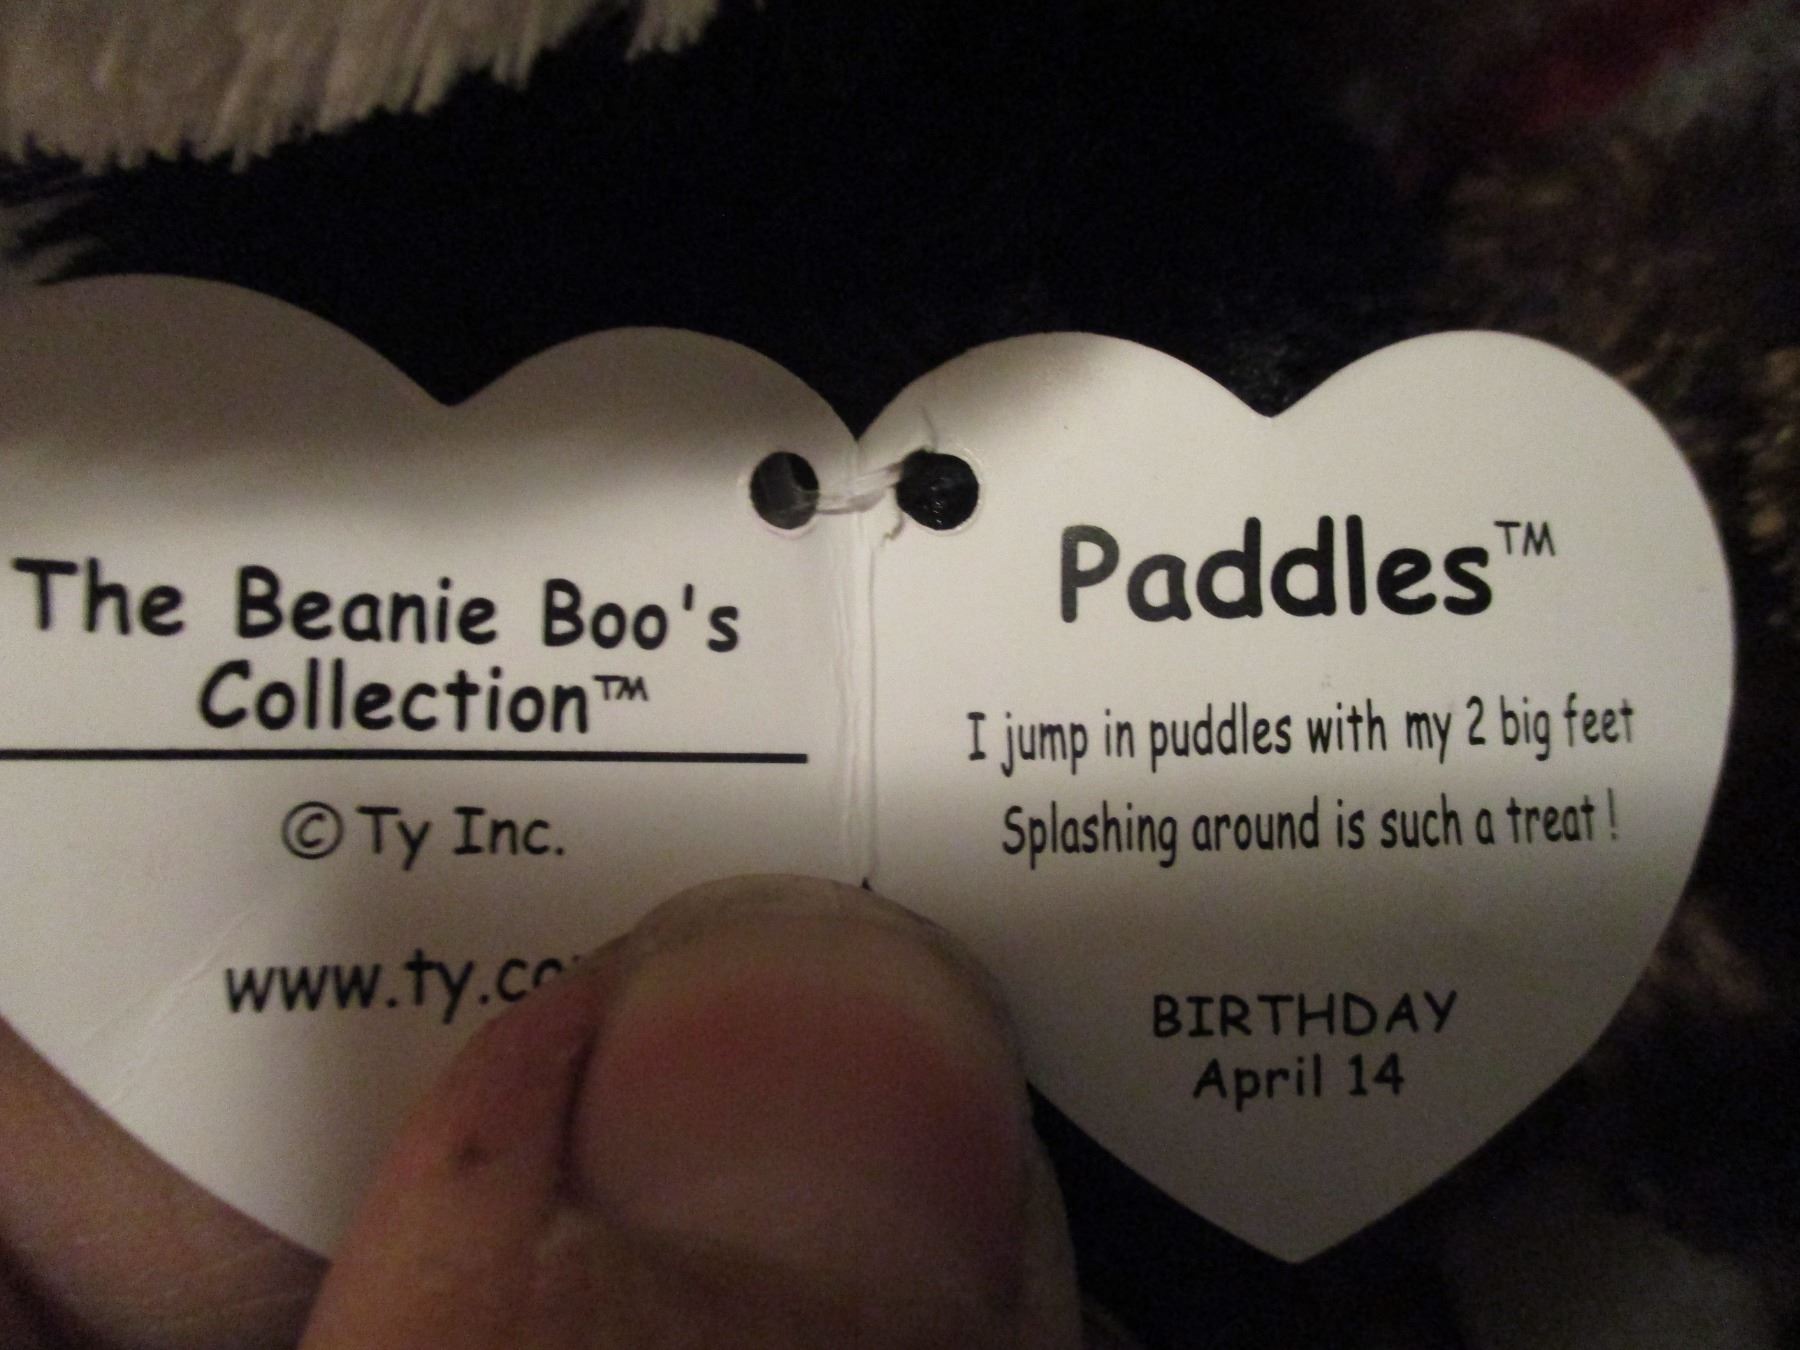 The Beanie Boo's
Collection™
© Ty Inc.
www.ty.co
Paddles™
I jump in puddles with my 2 big feet
Splashing around is such a treat !
BIRTHDAY
April 14